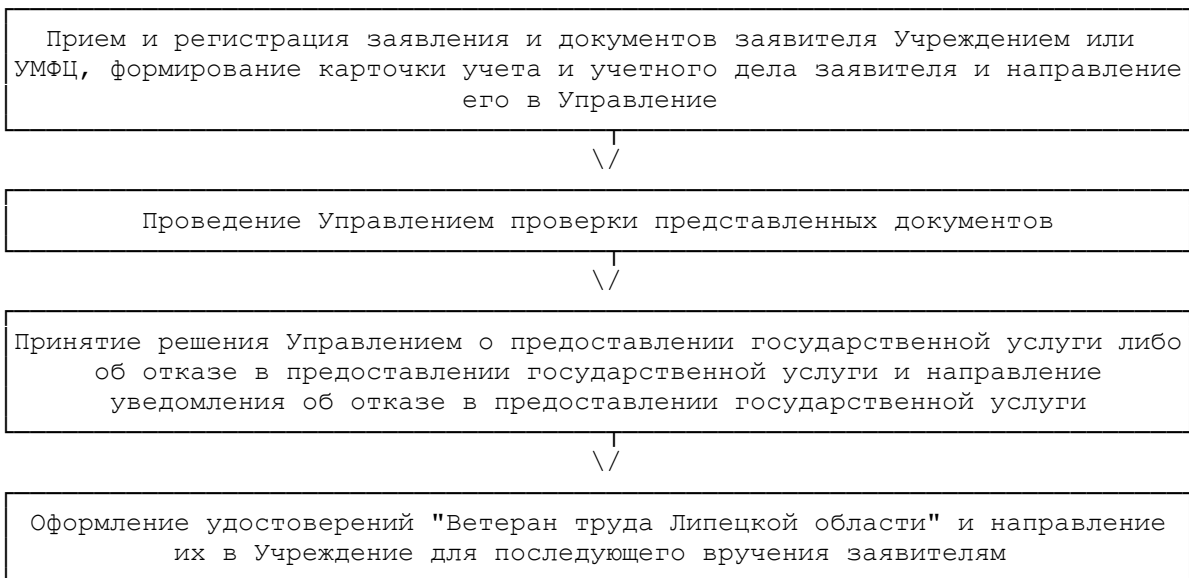 Прием и регистрация заявления и документов заявителя Учреждением или
УМФЦ, формирование карточки учета и учетного дела заявителя и направление
его в Управление
\/
Проведение Управлением проверки представленных документов
\/
Принятие решения Управлением о предоставлении государственной услуги либо
об отказе в предоставлении государственной услуги и направление
уведомления об отказе в предоставлении государственной услуги
\/
Оформление удостоверений "Ветеран труда Липецкой области" и направление
их в Учреждение для последующего вручения заявителям